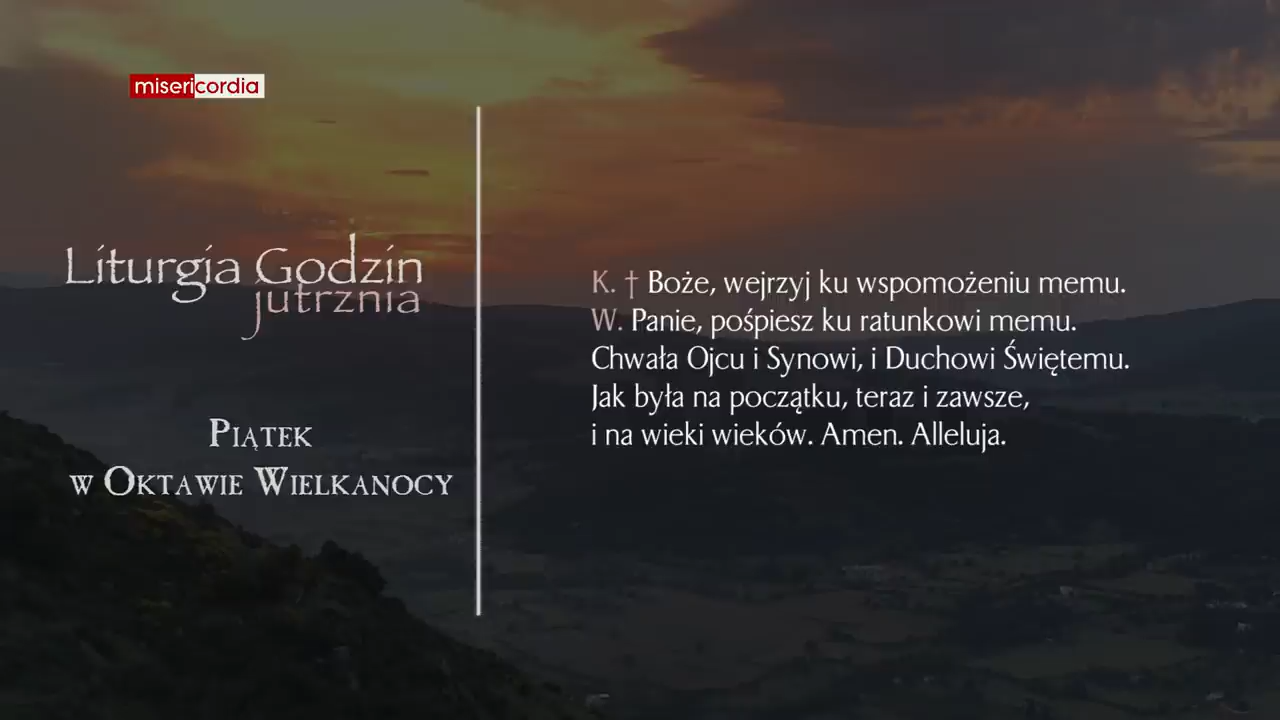 misericordia
Liturgia Godzin
jutrznia
Piątek
w Oktawie Wielkanocy
K. † Boże, wejrzyj ku wspomożeniu memu.
W. Panie, pośpiesz ku ratunkowi memu.
Chwała Ojcu i Synowi, i Duchowi Świętemu.
Jak była na początku, teraz i zawsze,
i na wieki wieków. Amen. Alleluja.